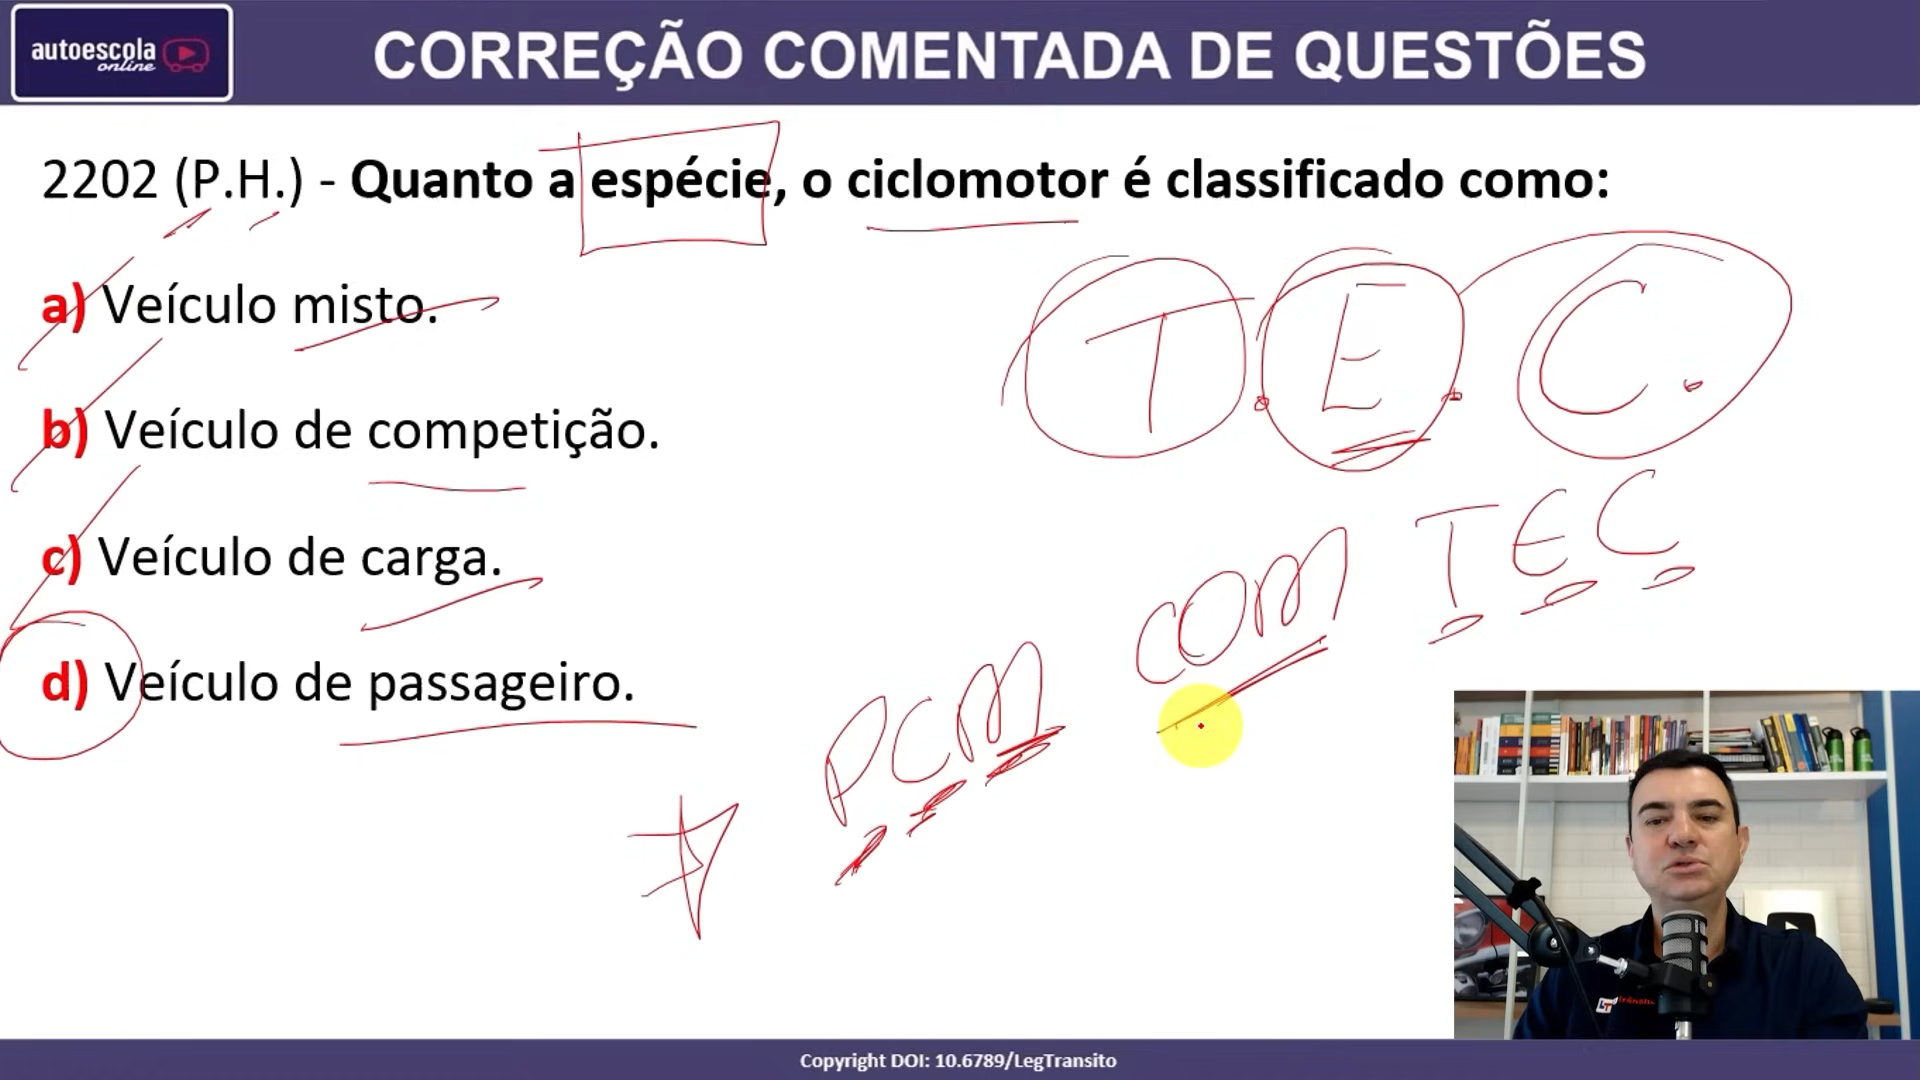 autoescola
online
CORREÇÃO COMENTADA DE QUESTÕES
2202 (P.H.) - Quanto a espécie, o ciclomotor é classificado como:
a) Veículo misto.
b) Veículo de competição.
c) Veículo de carga.
d) Veículo de passageiro.
T.E.C.
PCM COM TEC
Copyright DOI: 10.6789/LegTransito